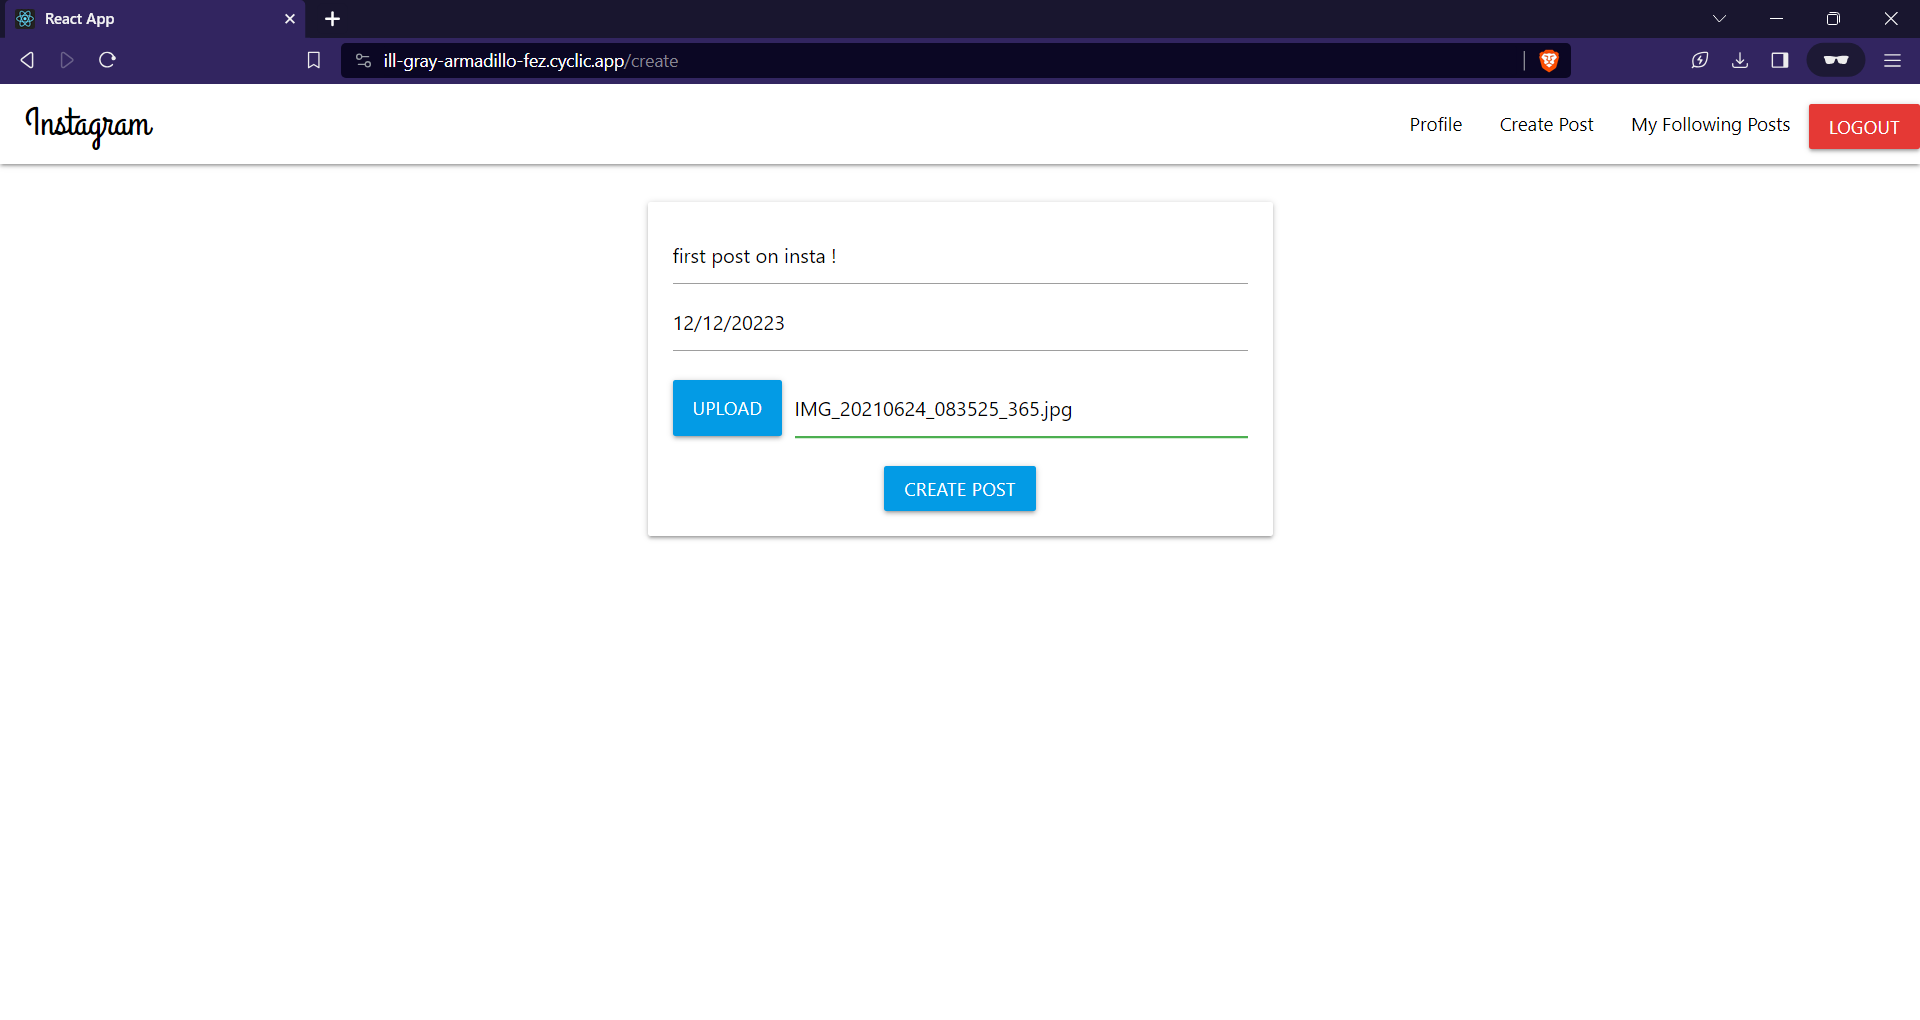 React App
ill-gray-armadillo-fez.cyclic.app/create
Instagram
Profile
Create Post
My Following Posts
LOGOUT
first post on insta !
12/12/20223
UPLOAD
IMG_20210624_083525_365.jpg
CREATE POST